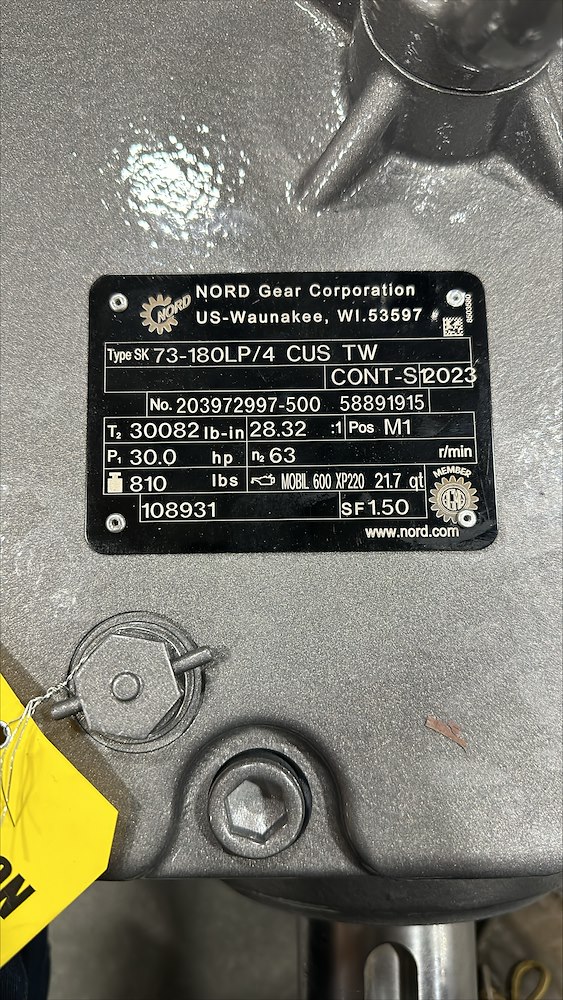 NORD
NORD Gear Corporation
US-Waunakee, WI.53597
Type SK 73-180LP/4 CUS TW
CONT-S1 2023
No. 203972997-500 58891915
T₂ 30082 lb-in 28.32 :1 Pos M1
P₁ 30.0 hp n₂ 63 r/min
810 lbs MOBIL 600 XP220 21.7 qt
MEMBER
AGMA
108931 SF 1.50
www.nord.com